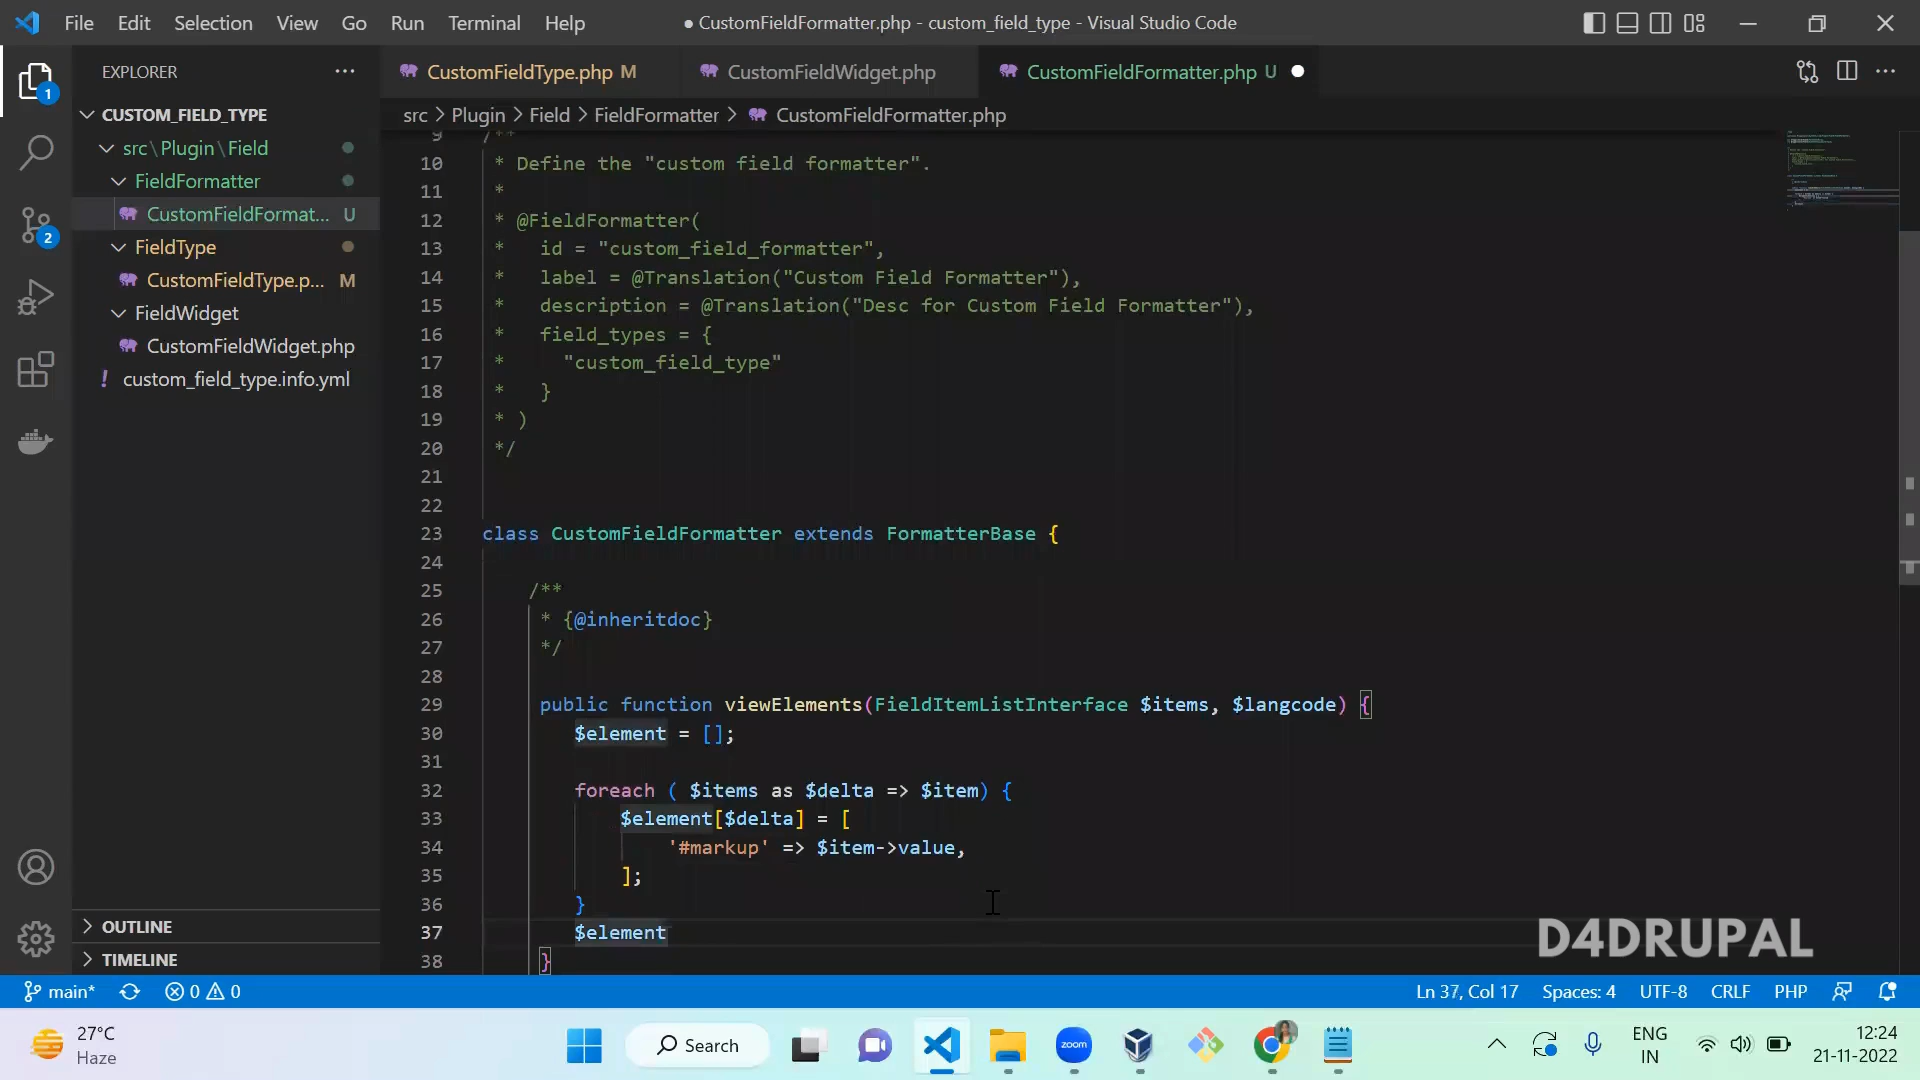 File Edit Selection View Go Run Terminal Help
● CustomFieldFormatter.php - custom_field_type - Visual Studio Code
EXPLORER
CustomFieldType.php M
CustomFieldWidget.php
CustomFieldFormatter.php U
1
CUSTOM_FIELD_TYPE
src > Plugin > Field > FieldFormatter > CustomFieldFormatter.php
src\Plugin\Field
FieldFormatter
CustomFieldFormat... U
FieldType
CustomFieldType.p... M
FieldWidget
CustomFieldWidget.php
! custom_field_type.info.yml
2
OUTLINE
TIMELINE
9 /**
10 * Define the "custom field formatter".
11 *
12 * @FieldFormatter(
13 * id = "custom_field_formatter",
14 * label = @Translation("Custom Field Formatter"),
15 * description = @Translation("Desc for Custom Field Formatter"),
16 * field_types = {
17 * "custom_field_type"
18 * }
19 * )
20 */
21
22
23 class CustomFieldFormatter extends FormatterBase {
24
25 /**
26 * {@inheritdoc}
27 */
28
29 public function viewElements(FieldItemListInterface $items, $langcode) {
30 $element = [];
31
32 foreach ( $items as $delta => $item) {
33 $element[$delta] = [
34 '#markup' => $item->value,
35 ];
36 }
37 $element
38 }
D4DRUPAL
main* 0 0
Ln 37, Col 17 Spaces: 4 UTF-8 CRLF PHP
27°C
Haze
Search
zoom
ENG
IN
12:24
21-11-2022